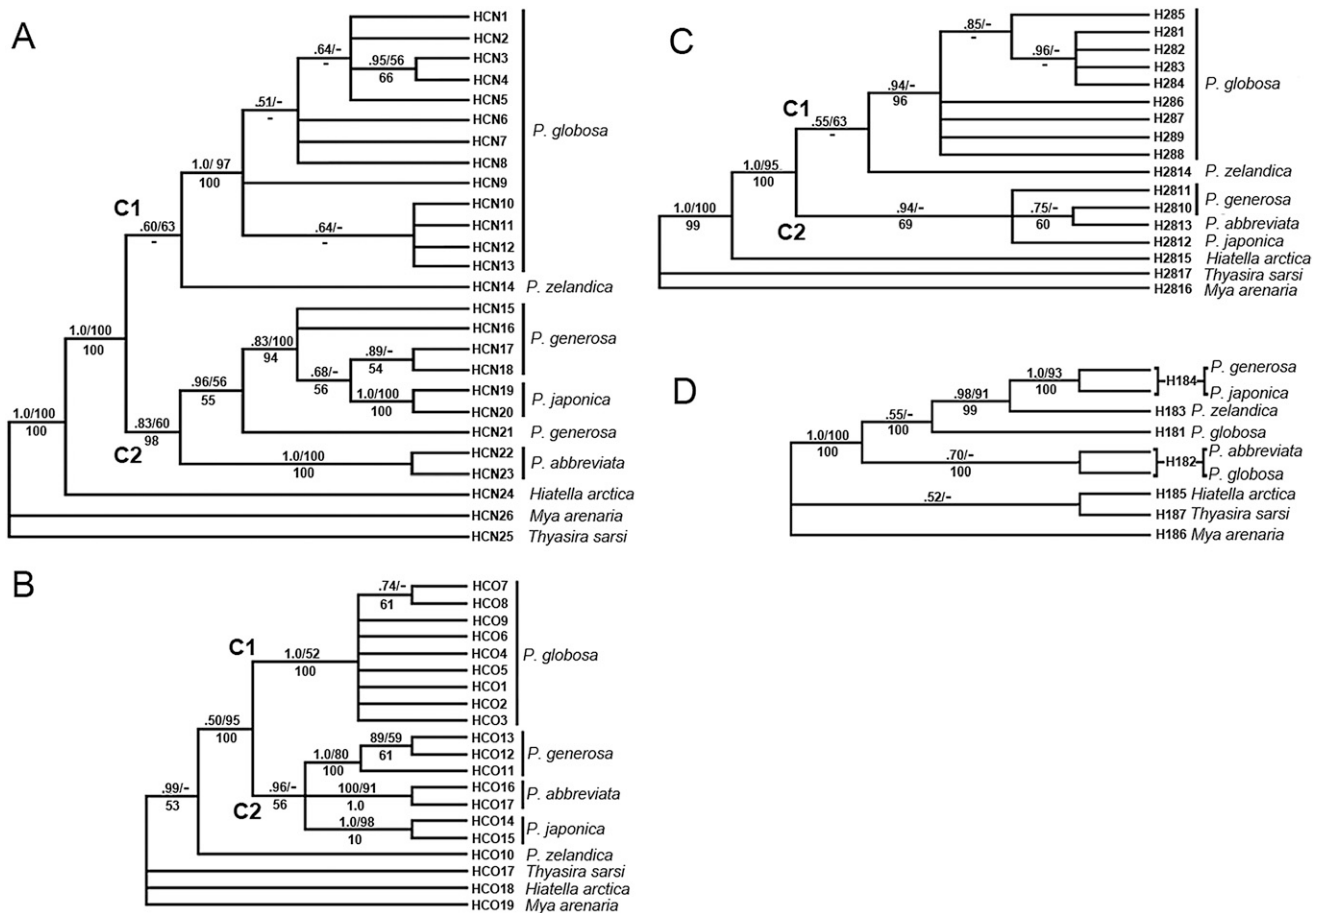 A
HCN1
HCN2
.64/-
-
.95/56
66
HCN3
HCN4
HCN5
.51/-
-
HCN6
HCN7
HCN8
P. globosa
1.0/ 97
100
HCN9
HCN10
HCN11
.64/-
-
HCN12
HCN13
C1
.60/63
-
HCN14 P. zelandica
1.0/100
100
HCN15
HCN16
P. generosa
.83/100
94
.89/-
54
HCN17
HCN18
.68/-
56
1.0/100
100
HCN19
HCN20
P. japonica
.96/56
55
HCN21 P. generosa
1.0/100
100
.83/60
98
C2
1.0/100
100
HCN22
HCN23
P. abbreviata
HCN24 Hiatella arctica
HCN26 Mya arenaria
HCN25 Thyasira sarsi
B
.74/-
61
HCO7
HCO8
HCO9
HCO6
HCO4
HCO5
HCO1
HCO2
HCO3
P. globosa
C1
1.0/52
100
.50/95
100
89/59
61
HCO13
HCO12
HCO11
P. generosa
1.0/80
100
.99/-
53
.96/-
56
C2
100/91
1.0
HCO16
HCO17
P. abbreviata
1.0/98
10
HCO14
HCO15
P. japonica
HCO10 P. zelandica
HCO17 Thyasira sarsi
HCO18 Hiatella arctica
HCO19 Mya arenaria
C
H285
.85/-
-
H281
H282
.96/-
-
H283
H284
H286
H287
H289
H288
P. globosa
.94/-
96
C1
.55/63
-
H2814 P. zelandica
1.0/95
100
H2811
H2810
P. generosa
.94/-
69
.75/-
60
H2813 P. abbreviata
H2812 P. japonica
C2
1.0/100
99
H2815 Hiatella arctica
H2817 Thyasira sarsi
H2816 Mya arenaria
D
1.0/93
100
H184
P. generosa
P. japonica
.98/91
99
H183 P. zelandica
.55/-
100
H181 P. globosa
1.0/100
100
.70/-
100
H182
P. abbreviata
P. globosa
.52/-
H185 Hiatella arctica
H187 Thyasira sarsi
H186 Mya arenaria